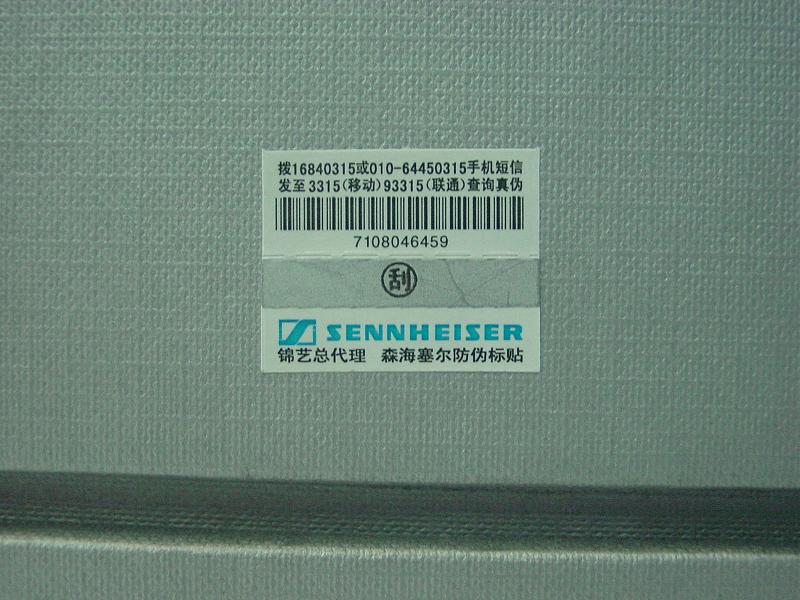 拨16840315或010-64450315手机短信
发至3315(移动)93315(联通)查询真伪
7108046459
刮
SENNHEISER
锦艺总代理 森海塞尔防伪标贴